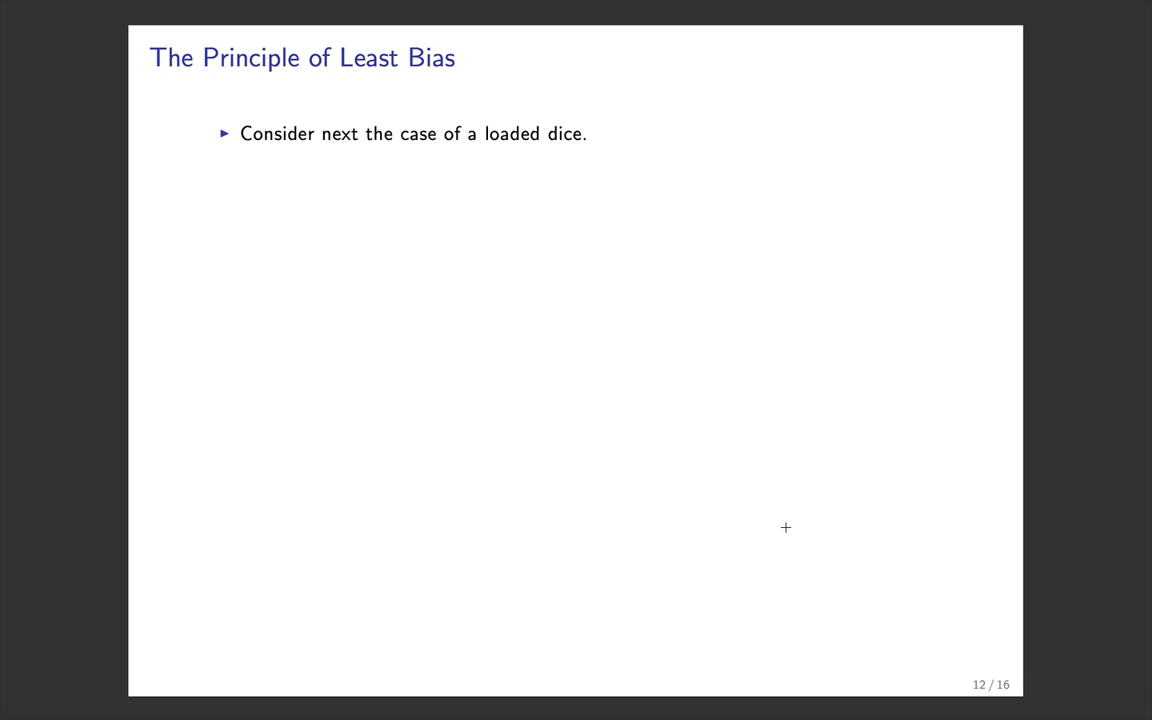 The Principle of Least Bias
Consider next the case of a loaded dice.
12 / 16